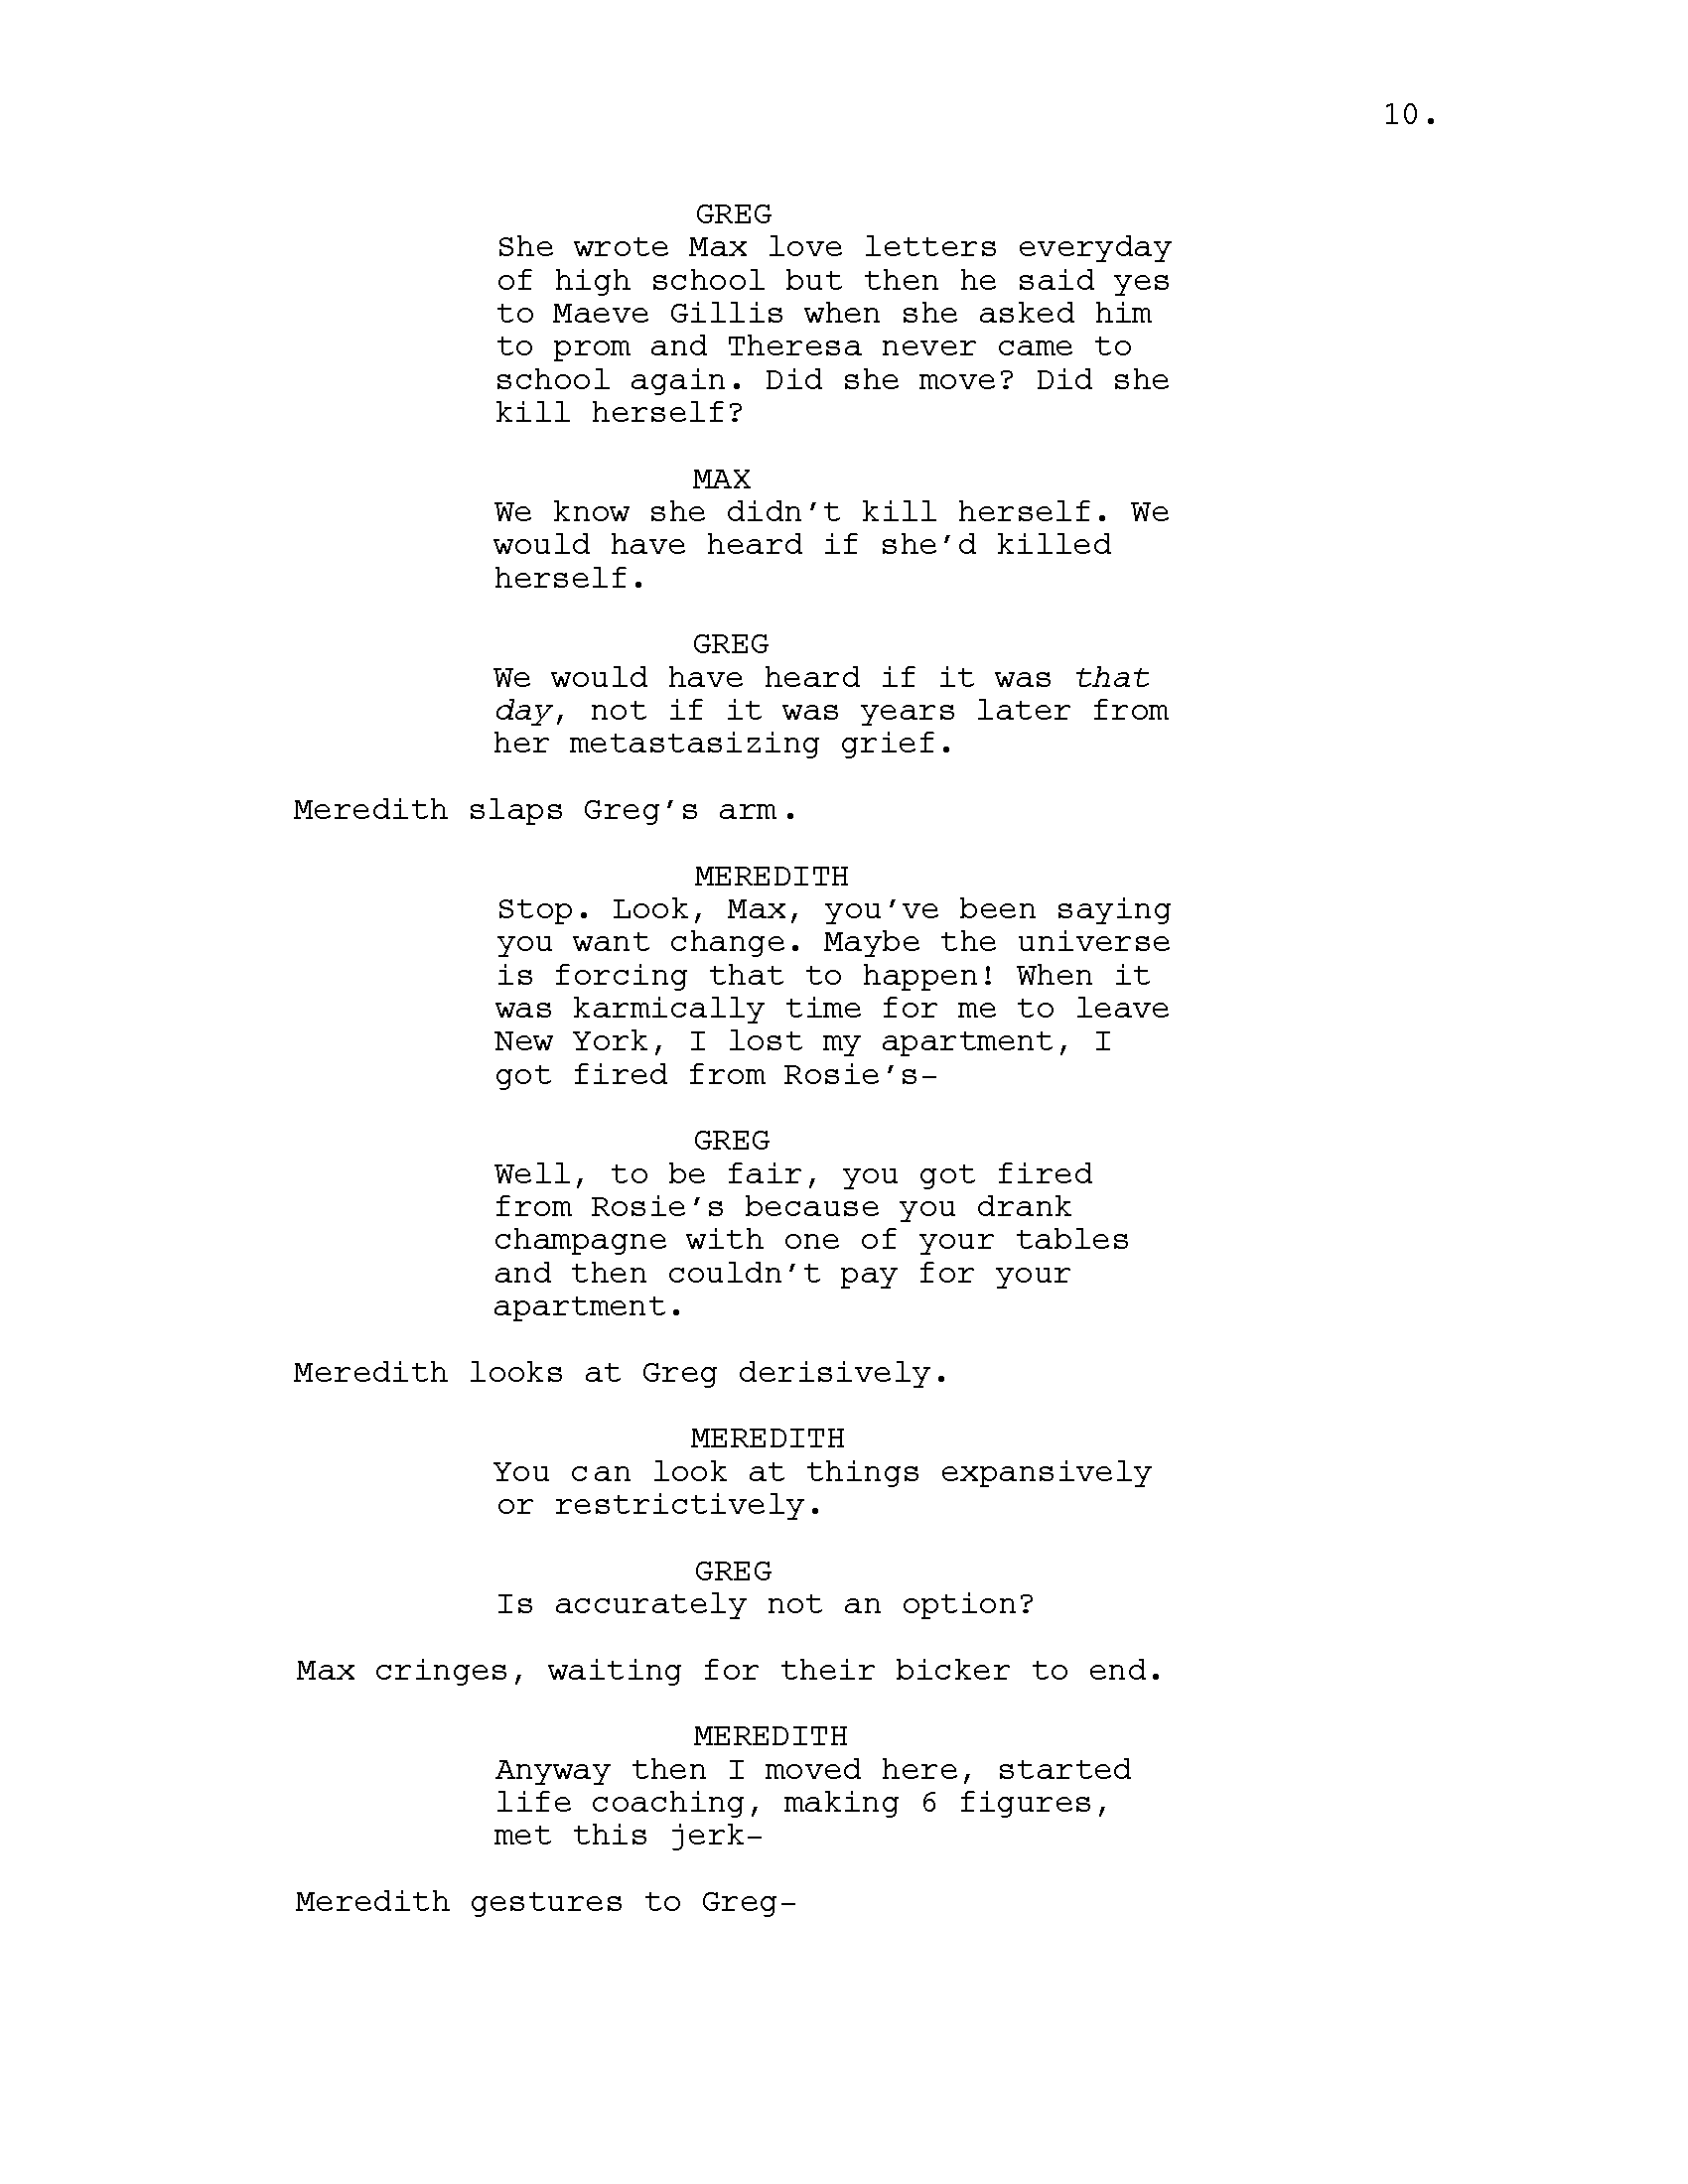 10.
GREG
She wrote Max love letters everyday
of high school but then he said yes
to Maeve Gillis when she asked him
to prom and Theresa never came to
school again. Did she move? Did she
kill herself?
MAX
We know she didn't kill herself. We
would have heard if she'd killed
herself.
GREG
We would have heard if it was that
day, not if it was years later from
her metastasizing grief.
Meredith slaps Greg's arm.
MEREDITH
Stop. Look, Max, you've been saying
you want change. Maybe the universe
is forcing that to happen! When it
was karmically time for me to leave
New York, I lost my apartment, I
got fired from Rosie's-
GREG
Well, to be fair, you got fired
from Rosie's because you drank
champagne with one of your tables
and then couldn't pay for your
apartment.
Meredith looks at Greg derisively.
MEREDITH
You can look at things expansively
or restrictively.
GREG
Is accurately not an option?
Max cringes, waiting for their bicker to end.
MEREDITH
Anyway then I moved here, started
life coaching, making 6 figures,
met this jerk-
Meredith gestures to Greg-